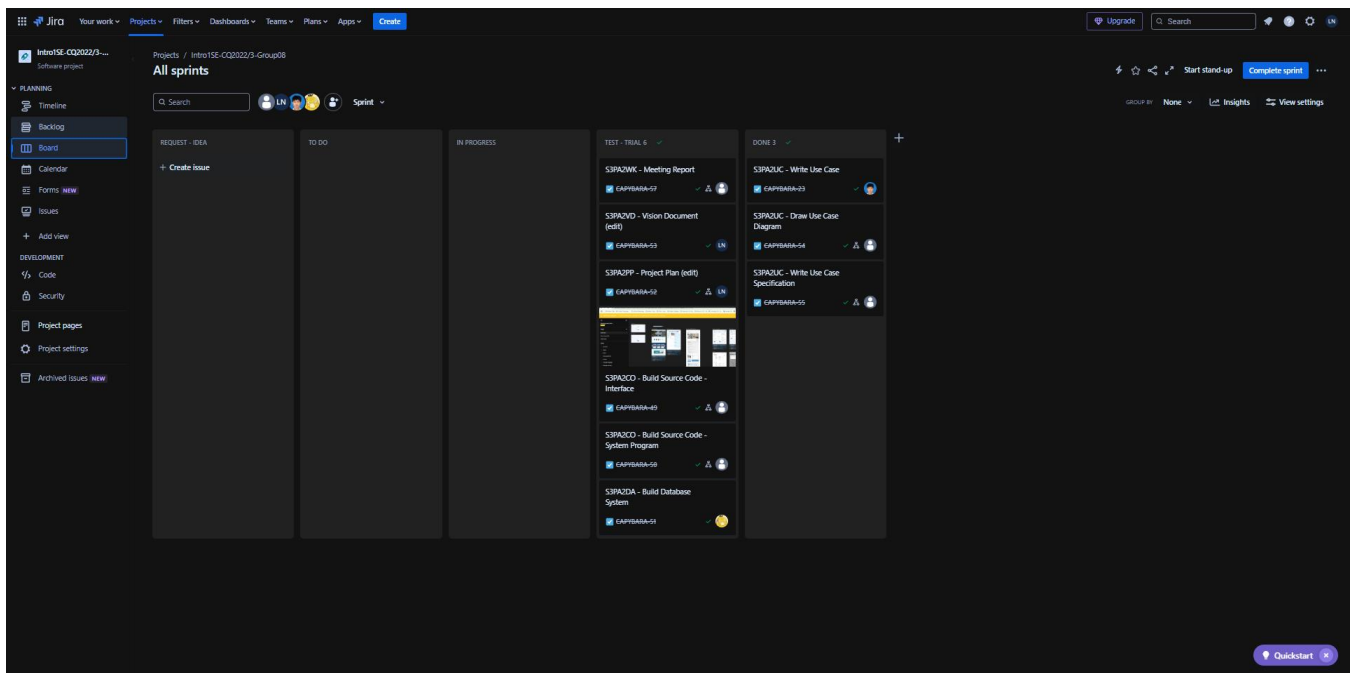 Jira
Your work
Projects
Filters
Dashboards
Teams
Plans
Apps
Create
Upgrade
Search
LN
Intro1SE-CQ2022/3-...
Software project
PLANNING
Timeline
Backlog
Board
Calendar
Forms NEW
Issues
+ Add view
DEVELOPMENT
Code
Security
Project pages
Project settings
Archived issues NEW
Projects / Intro1SE-CQ2022/3-Group08
All sprints
Start stand-up
Complete sprint
Search
LN
Sprint
GROUP BY None
Insights
View settings
REQUEST - IDEA
+ Create issue
TO DO
IN PROGRESS
TEST - TRIAL 6
S3PA2WK - Meeting Report
CAPYBARA-57
S3PA2VD - Vision Document
(edit)
CAPYBARA-53
LN
S3PA2PP - Project Plan (edit)
CAPYBARA-52
LN
S3PA2CO - Build Source Code -
Interface
CAPYBARA-49
S3PA2CO - Build Source Code -
System Program
CAPYBARA-50
S3PA2DA - Build Database
System
CAPYBARA-51
DONE 3
S3PA2UC - Write Use Case
CAPYBARA-23
S3PA2UC - Draw Use Case
Diagram
CAPYBARA-54
S3PA2UC - Write Use Case
Specification
CAPYBARA-55
Quickstart